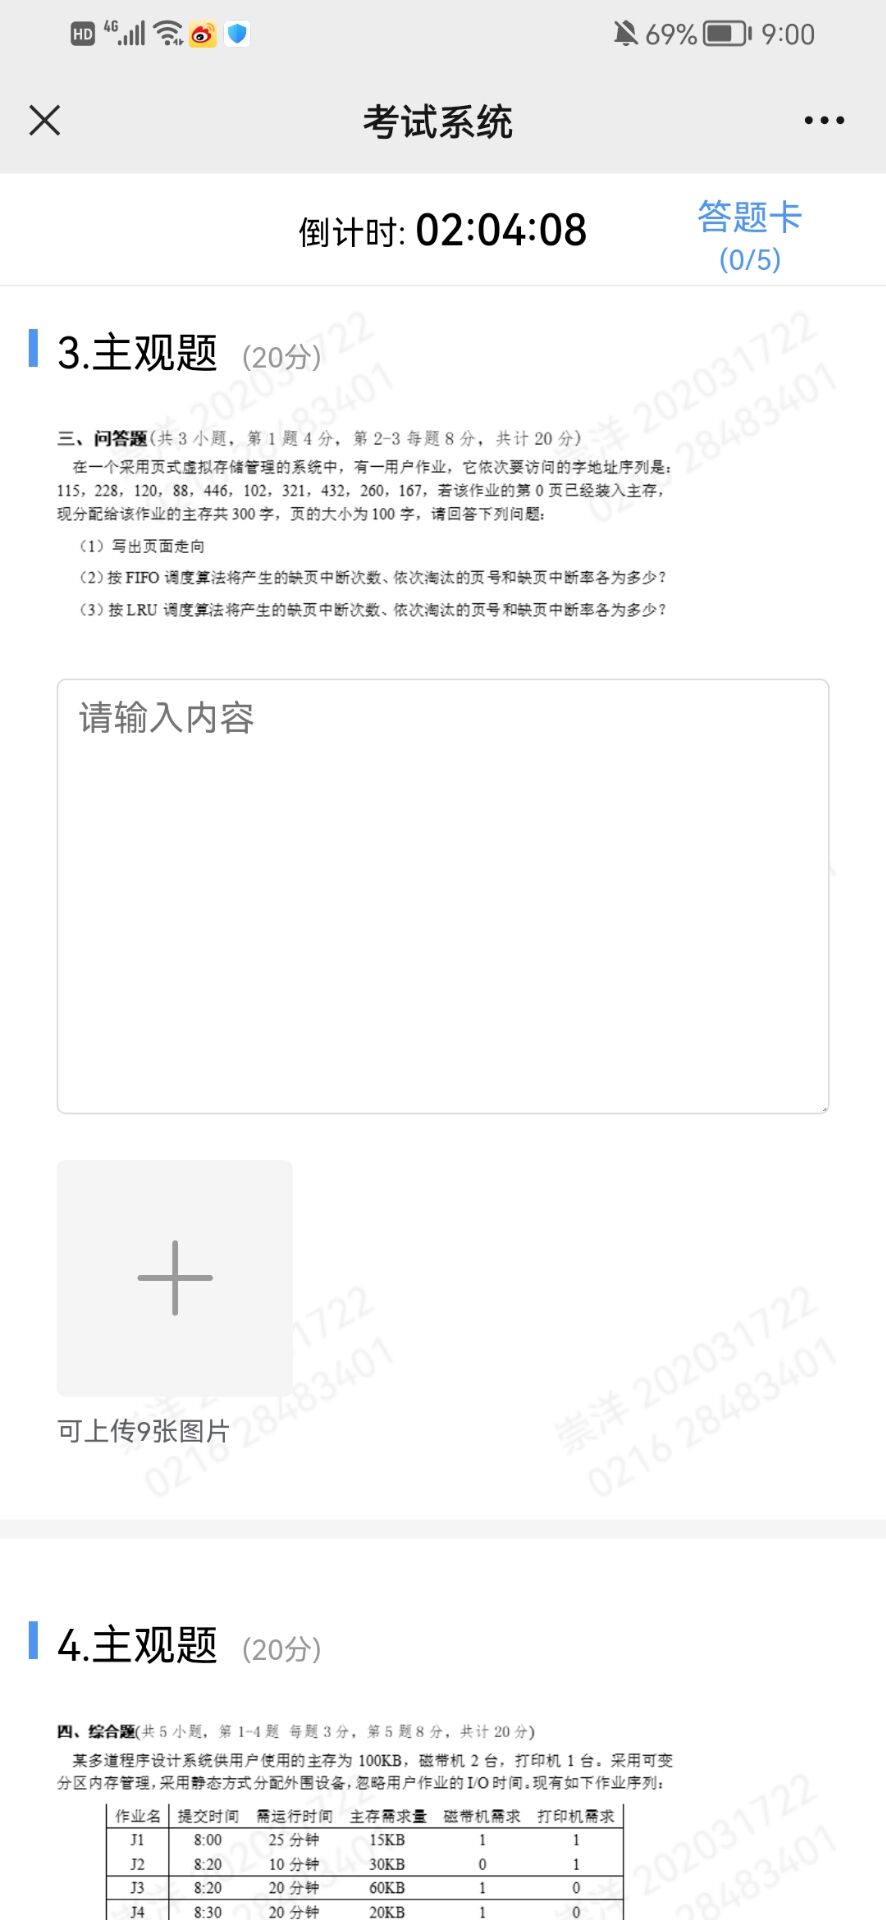 HD 4G 69% 9:00
考试系统
倒计时: 02:04:08
答题卡
(0/5)
3.主观题 (20分)
三、问答题(共 3 小题，第 1 题 4 分，第 2-3 每题 8 分，共计 20 分)
在一个采用页式虚拟存储管理的系统中，有一用户作业，它依次要访问的字地址序列是：
115，228，120，88，446，102，321，432，260，167，若该作业的第 0 页已经装入主存，
现分配给该作业的主存共 300 字，页的大小为 100 字，请回答下列问题：
（1）写出页面走向
（2）按 FIFO 调度算法将产生的缺页中断次数、依次淘汰的页号和缺页中断率各为多少？
（3）按 LRU 调度算法将产生的缺页中断次数、依次淘汰的页号和缺页中断率各为多少？
请输入内容
可上传9张图片
崇洋 202031722
0216 28483401
4.主观题 (20分)
四、综合题(共 5 小题，第 1-4 题 每题 3 分，第 5 题 8 分，共计 20 分)
某多道程序设计系统供用户使用的主存为 100KB，磁带机 2 台，打印机 1 台。采用可变
分区内存管理，采用静态方式分配外围设备，忽略用户作业的 I/O 时间。现有如下作业序列：
作业名 提交时间 需运行时间 主存需求量 磁带机需求 打印机需求
J1 8:00 25 分钟 15KB 1 1
J2 8:20 10 分钟 30KB 0 1
J3 8:20 20 分钟 60KB 1 0
J4 8:30 20 分钟 20KB 1 0